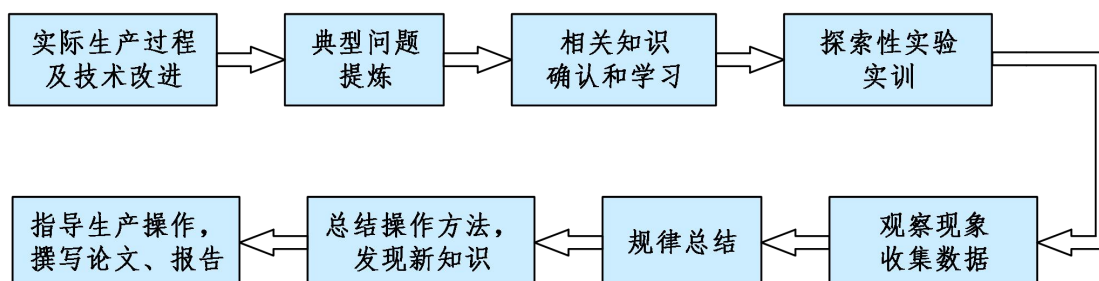 实际生产过程
及技术改进
典型问题
提炼
相关知识
确认和学习
探索性实验
实训
观察现象
收集数据
规律总结
总结操作方法，
发现新知识
指导生产操作，
撰写论文、报告